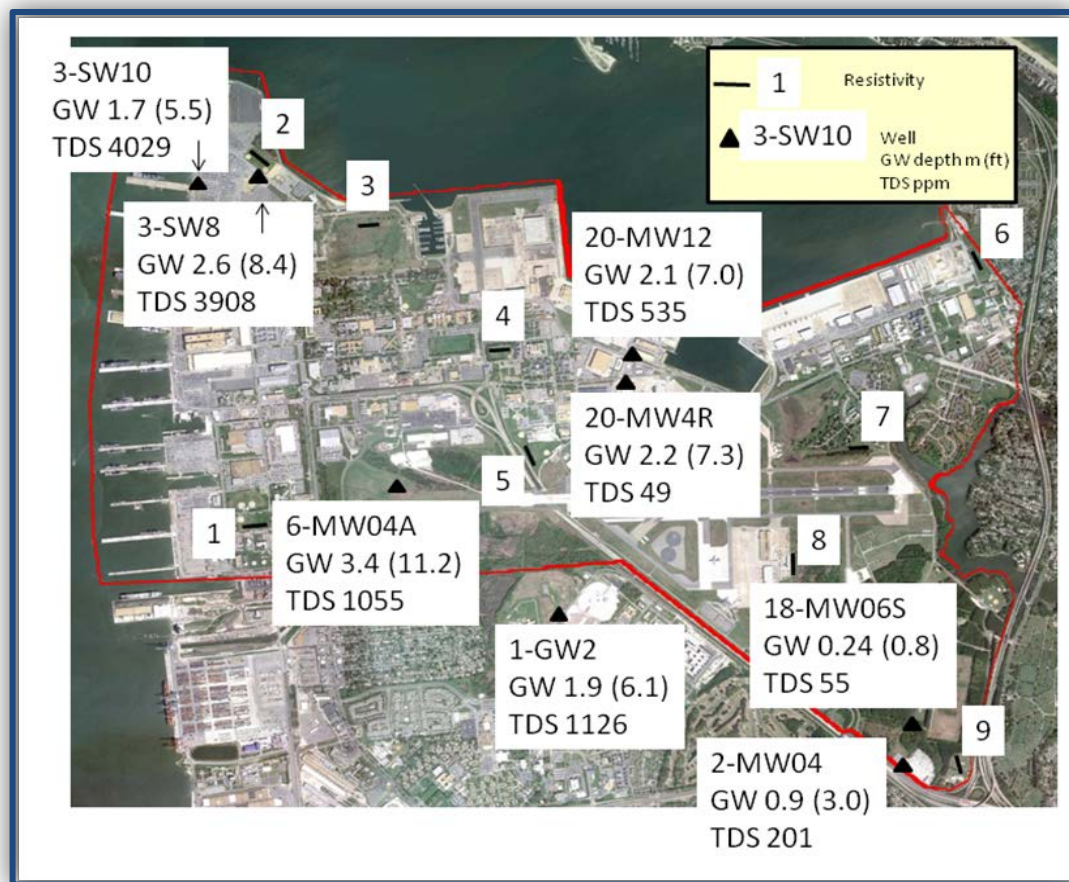 3-SW10
GW 1.7 (5.5)
TDS 4029
2
3
3-SW8
GW 2.6 (8.4)
TDS 3908
1
Resistivity
3-SW10
Well
GW depth m (ft)
TDS ppm
6
20-MW12
GW 2.1 (7.0)
TDS 535
4
20-MW4R
GW 2.2 (7.3)
TDS 49
7
5
1
6-MW04A
GW 3.4 (11.2)
TDS 1055
8
1-GW2
GW 1.9 (6.1)
TDS 1126
18-MW06S
GW 0.24 (0.8)
TDS 55
2-MW04
GW 0.9 (3.0)
TDS 201
9